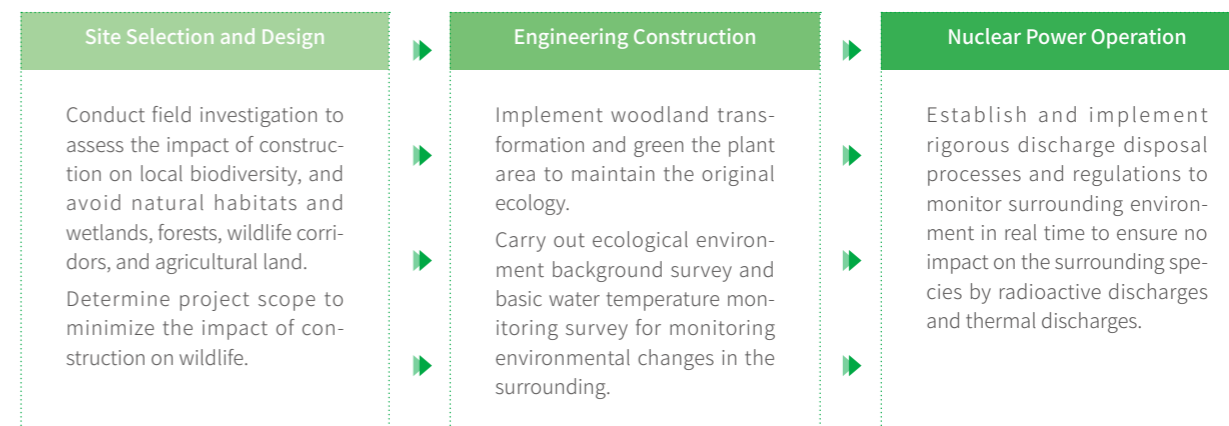 Site Selection and Design
Conduct field investigation to
assess the impact of construc-
tion on local biodiversity, and
avoid natural habitats and
wetlands, forests, wildlife corri-
dors, and agricultural land.
Determine project scope to
minimize the impact of con-
struction on wildlife.
Engineering Construction
Implement woodland trans-
formation and green the plant
area to maintain the original
ecology.
Carry out ecological environ-
ment background survey and
basic water temperature mon-
itoring survey for monitoring
environmental changes in the
surrounding.
Nuclear Power Operation
Establish and implement
rigorous discharge disposal
processes and regulations to
monitor surrounding environ-
ment in real time to ensure no
impact on the surrounding spe-
cies by radioactive discharges
and thermal discharges.